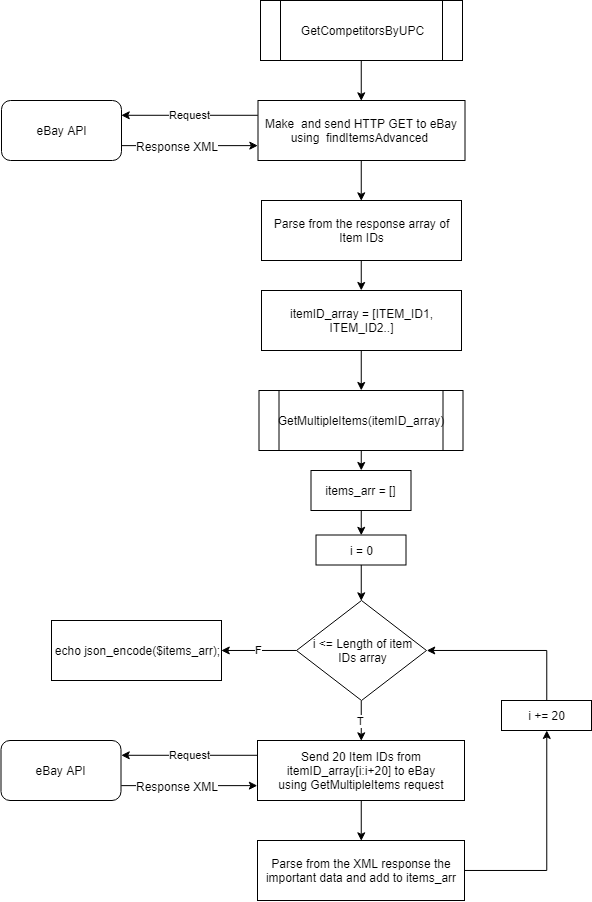 GetCompetitorsByUPC
Request
eBay API
Make  and send HTTP GET to eBay
using  findItemsAdvanced
Response XML
Parse from the response array of
Item IDs
itemID_array = [ITEM_ID1,
ITEM_ID2..]
GetMultipleItems(itemID_array)
items_arr = []
i = 0
i <= Length of item
IDs array
F
echo json_encode($items_arr);
T
i += 20
Request
eBay API
Send 20 Item IDs from
itemID_array[i:i+20] to eBay
using GetMultipleItems request
Response XML
Parse from the XML response the
important data and add to items_arr